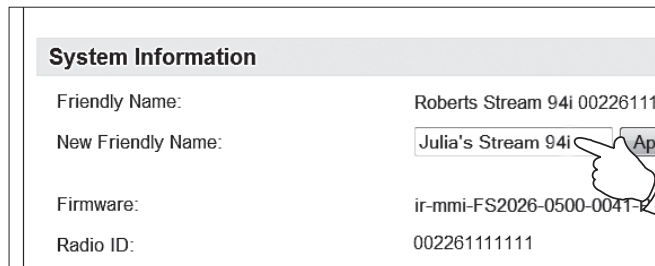 System Information
Friendly Name: Roberts Stream 94i 00226111
New Friendly Name: Julia's Stream 94i Ap
Firmware: ir-mmi-FS2026-0500-0041-
Radio ID: 002261111111